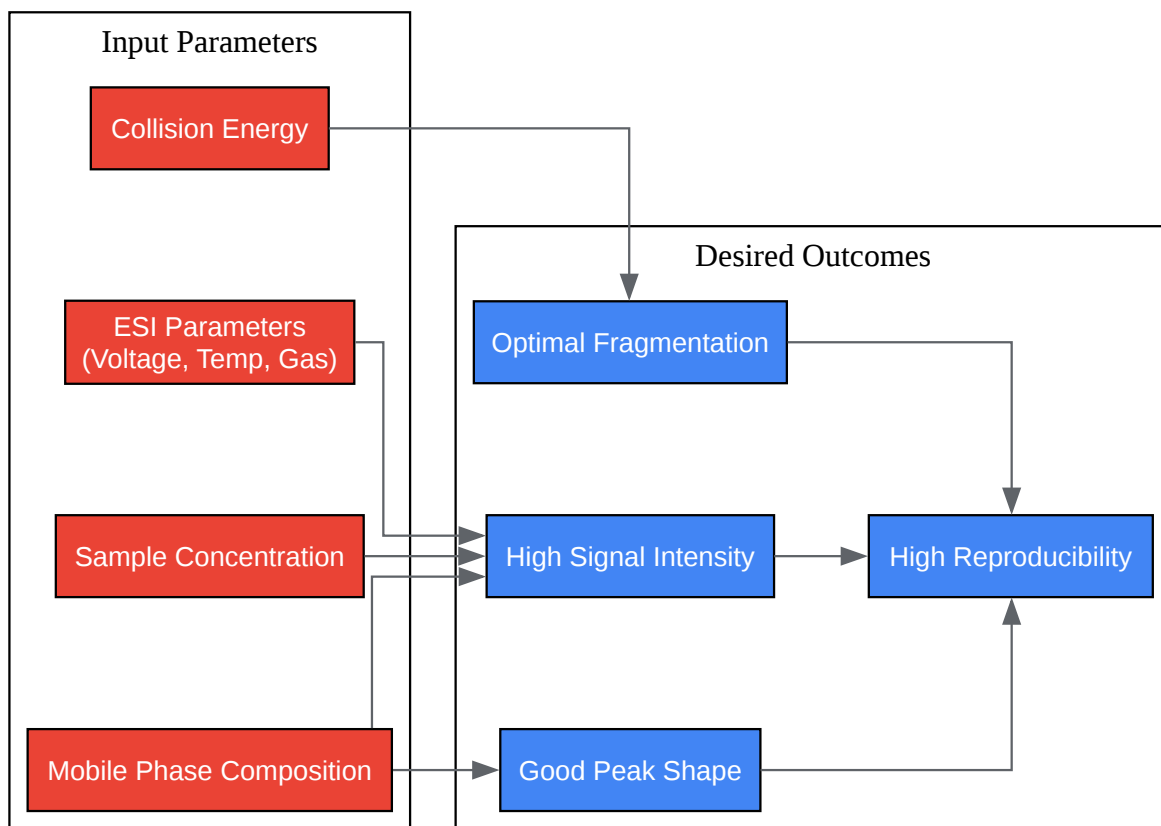 Input Parameters
Collision Energy
Desired Outcomes
ESI Parameters
(Voltage, Temp, Gas)
Optimal Fragmentation
Sample Concentration
High Signal Intensity
High Reproducibility
Mobile Phase Composition
Good Peak Shape